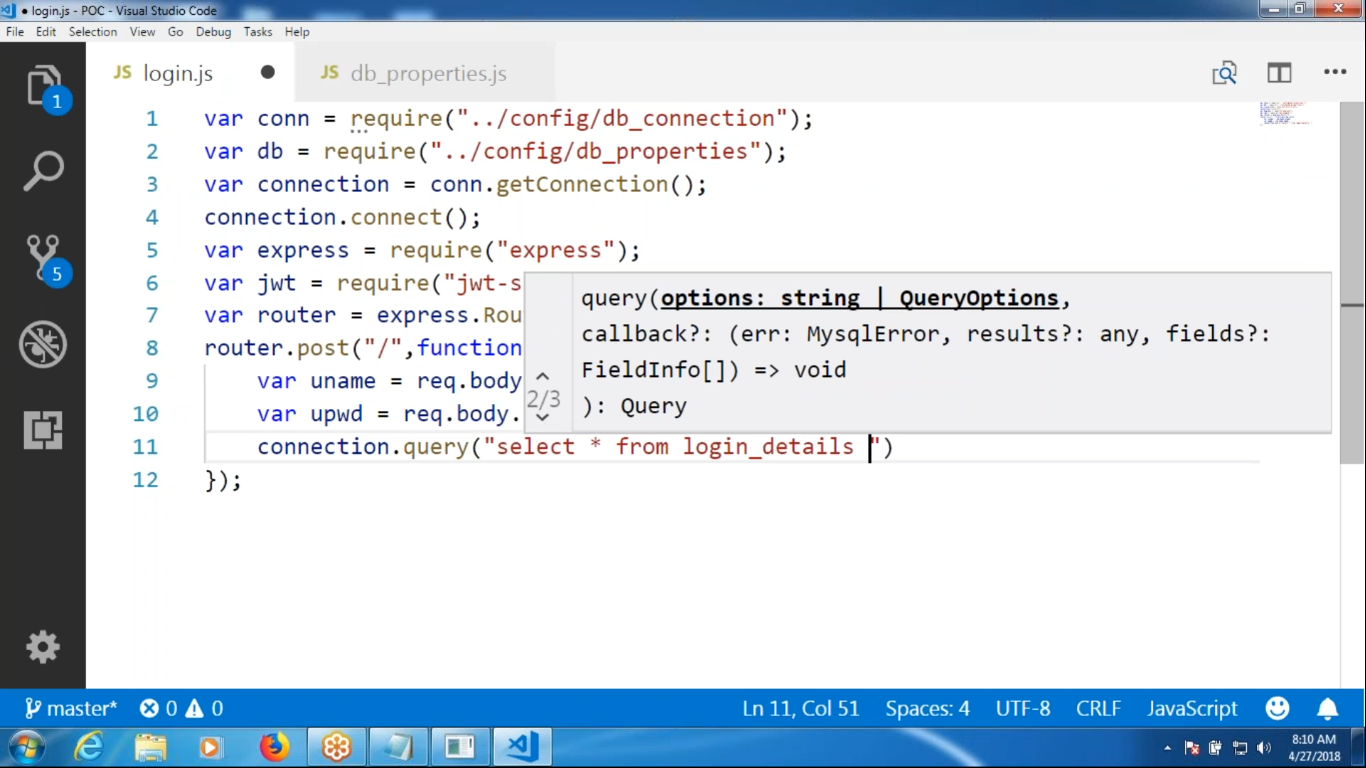 login.js - POC - Visual Studio Code
File Edit Selection View Go Debug Tasks Help
JS login.js JS db_properties.js
1 var conn = require("../config/db_connection");
2 var db = require("../config/db_properties");
3 var connection = conn.getConnection();
4 connection.connect();
5 var express = require("express");
6 var jwt = require("jwt-s
7 var router = express.Rou
8 router.post("/",function
9 var uname = req.body
10 var upwd = req.body.
11 connection.query("select * from login_details ")
12 });
query(options: string | QueryOptions,
callback?: (err: MysqlError, results?: any, fields?:
FieldInfo[]) => void
): Query
2/3
1
5
master* 0 0 Ln 11, Col 51 Spaces: 4 UTF-8 CRLF JavaScript
8:10 AM
4/27/2018